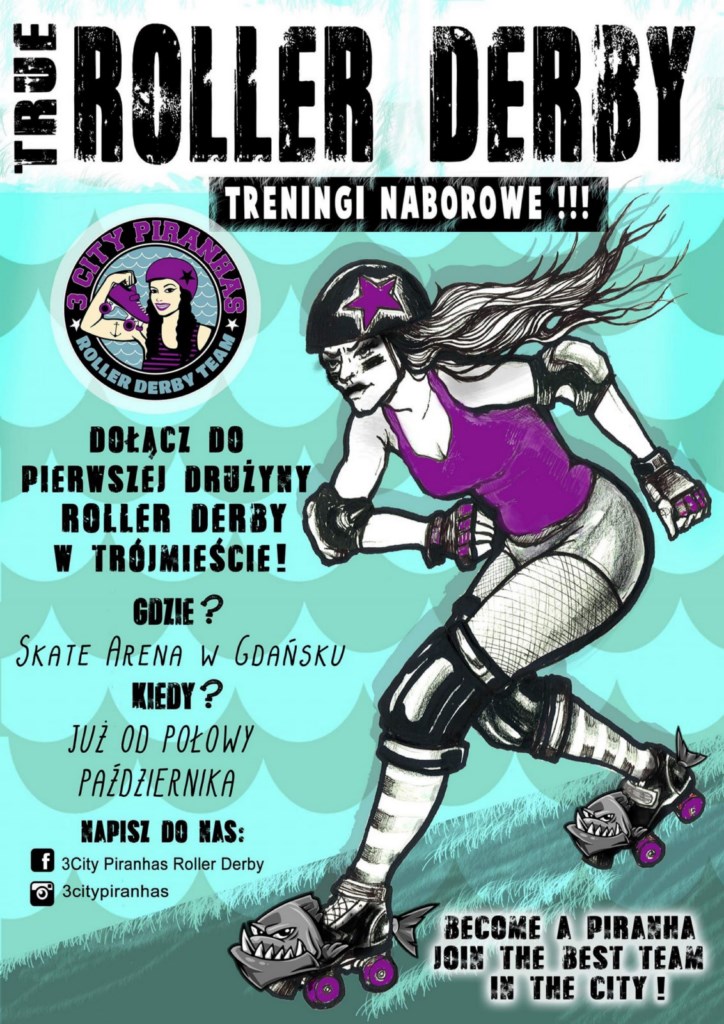 TRUE
ROLLER DERBY
TRENINGI NABOROWE !!!
3 CITY PIRANHAS
ROLLER DERBY TEAM
DOŁĄCZ DO
PIERWSZEJ DRUŻYNY
ROLLER DERBY
W TRÓJMIEŚCIE!
GDZIE?
SKATE ARENA W GDAŃSKU
KIEDY?
JUŻ OD POŁOWY
PAŹDZIERNIKA
NAPISZ DO NAS:
3City Piranhas Roller Derby
3citypiranhas
BECOME A PIRANHA
JOIN THE BEST TEAM
IN THE CITY!